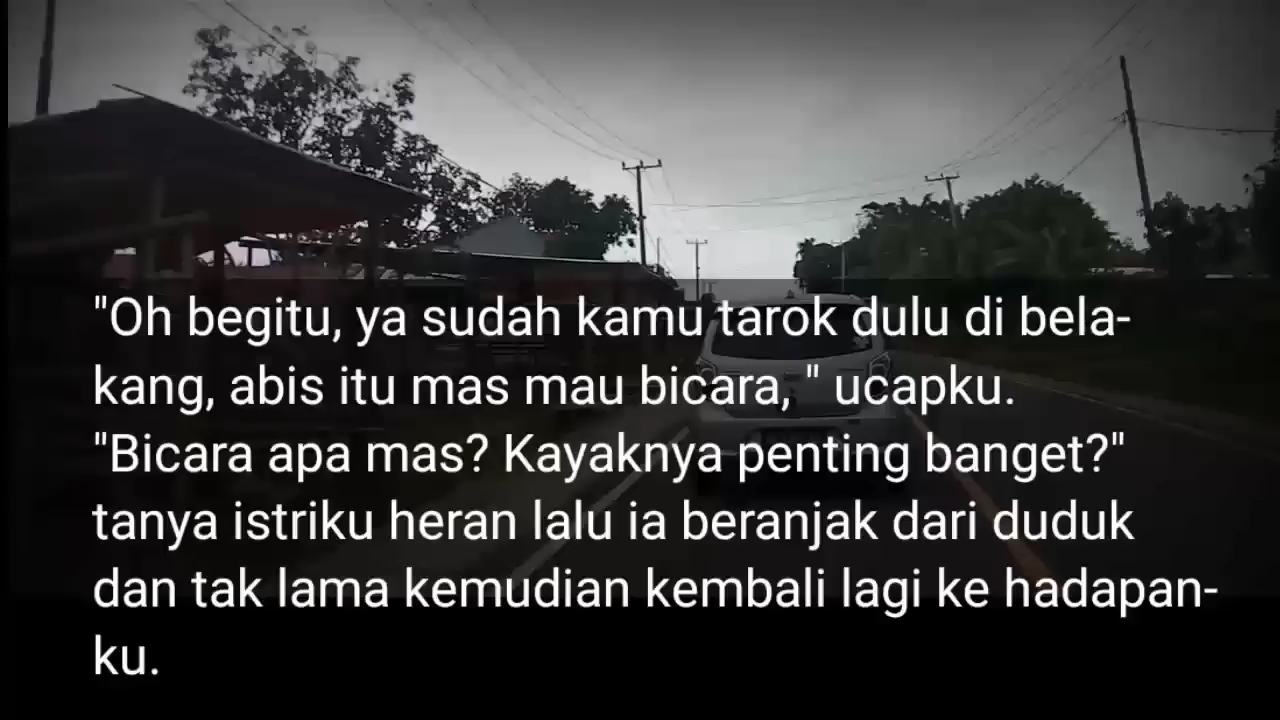 "Oh begitu, ya sudah kamu tarok dulu di bela-
kang, abis itu mas mau bicara, " ucapku.
"Bicara apa mas? Kayaknya penting banget?"
tanya istriku heran lalu ia beranjak dari duduk
dan tak lama kemudian kembali lagi ke hadapan-
ku.